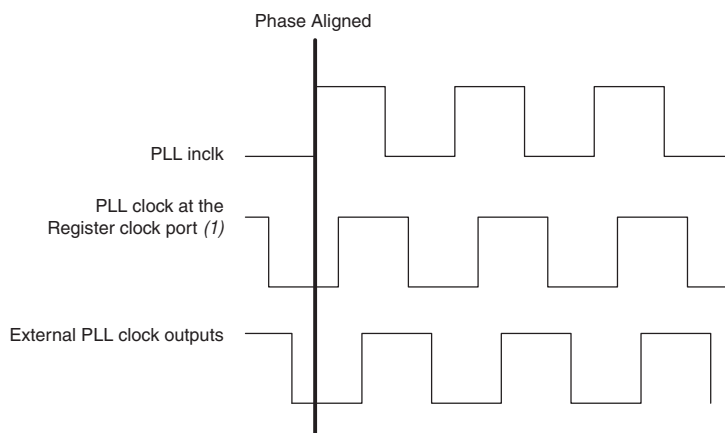 Phase Aligned
PLL inclk
PLL clock at the
Register clock port (1)
External PLL clock outputs